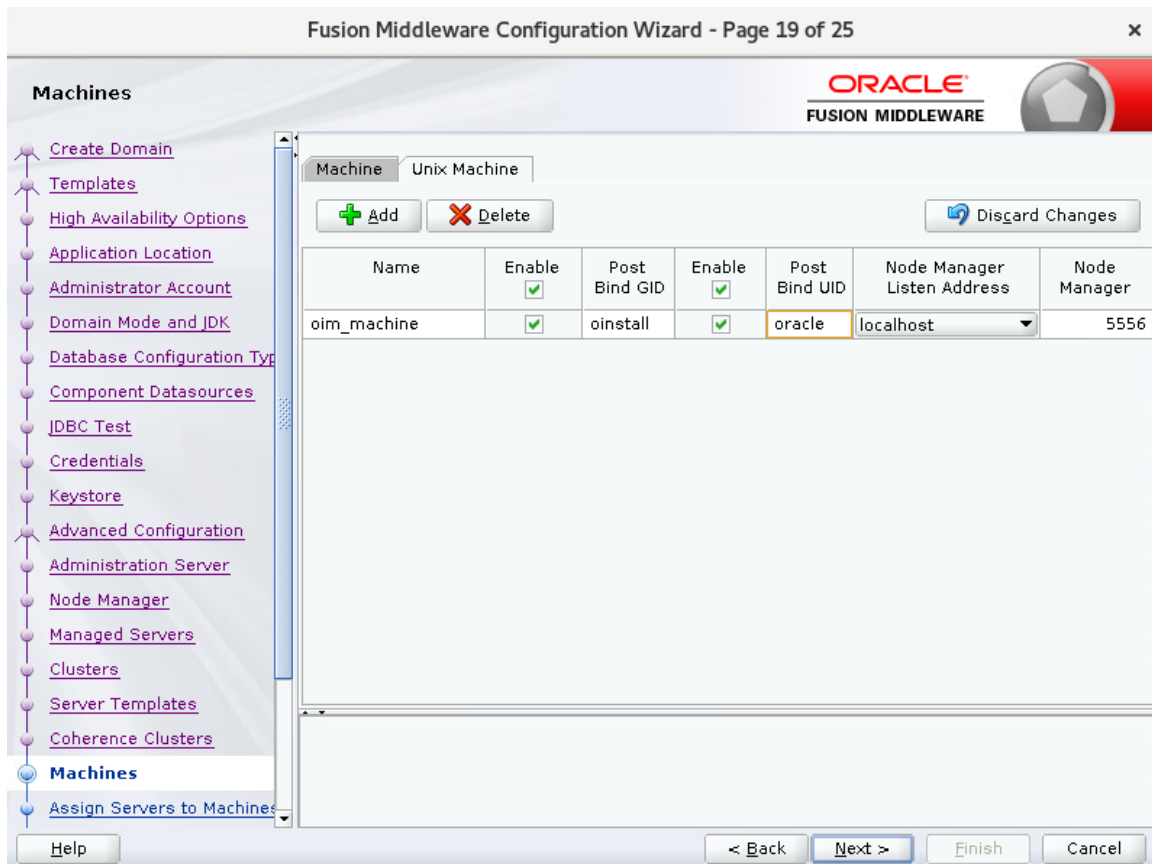 Fusion Middleware Configuration Wizard - Page 19 of 25
Machines
ORACLE
FUSION MIDDLEWARE
Create Domain
Templates
High Availability Options
Application Location
Administrator Account
Domain Mode and JDK
Database Configuration Typ
Component Datasources
JDBC Test
Credentials
Keystore
Advanced Configuration
Administration Server
Node Manager
Managed Servers
Clusters
Server Templates
Coherence Clusters
Machines
Assign Servers to Machines
Machine Unix Machine
Add Delete Discard Changes
Name Enable Post Bind GID Enable Post Bind UID Node Manager Listen Address Node Manager
oim_machine oinstall oracle localhost 5556
Help < Back Next > Finish Cancel